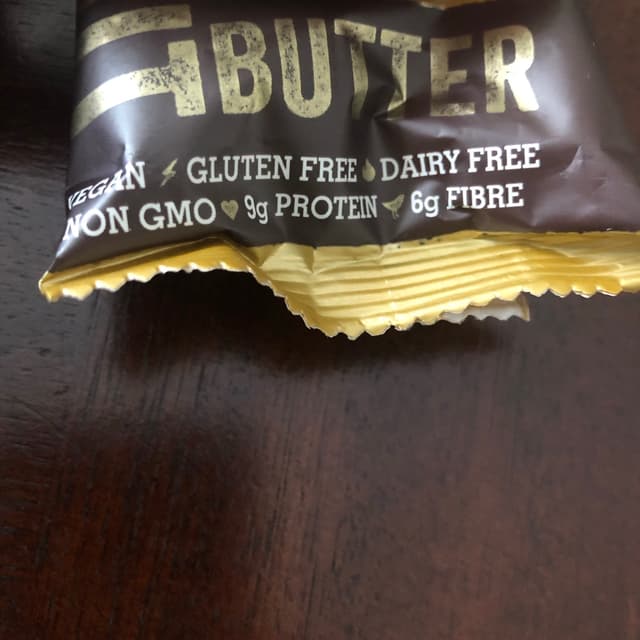 BUTTER
VEGAN GLUTEN FREE DAIRY FREE
NON GMO 9g PROTEIN 6g FIBRE